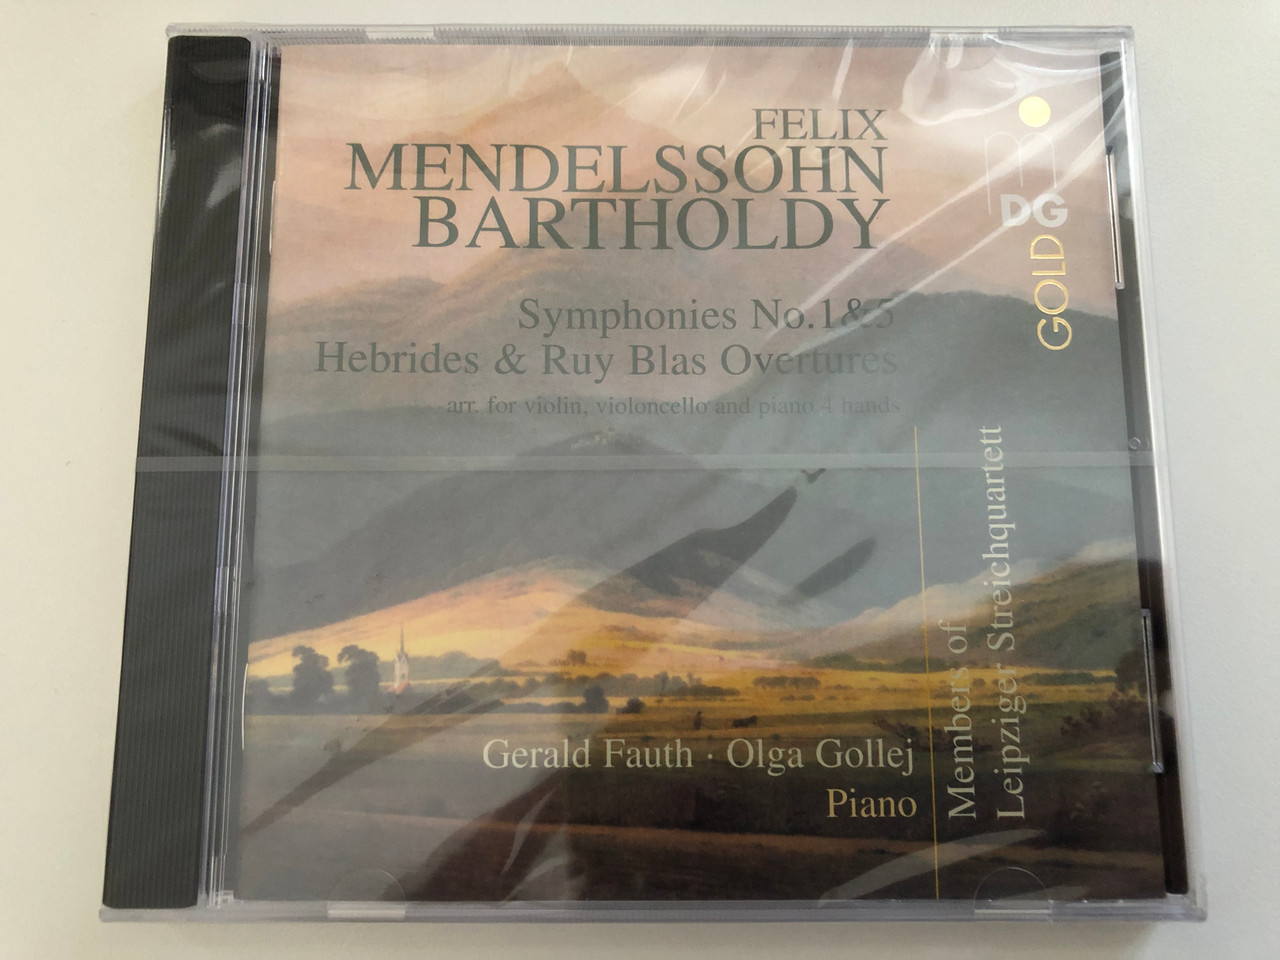 FELIX
MENDELSSOHN
BARTHOLDY
Symphonies No.1&5
Hebrides & Ruy Blas Overtures
arr. for violin, violoncello and piano 4 hands
Gerald Fauth · Olga Gollej
Piano
Members of
Leipziger Streichquartett
MDG
GOLD